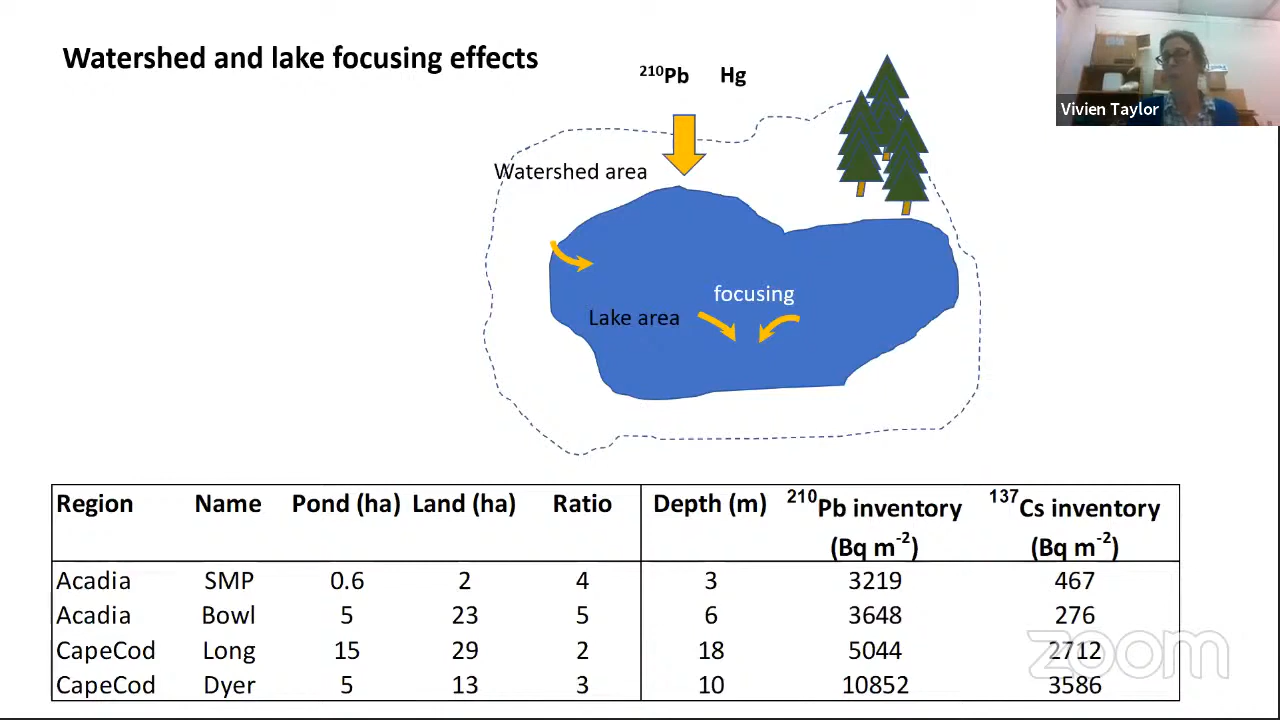 Watershed and lake focusing effects
²¹⁰Pb Hg
Vivien Taylor
Watershed area
focusing
Lake area
Region Name Pond (ha) Land (ha) Ratio Depth (m) ²¹⁰Pb inventory (Bq m⁻²) ¹³⁷Cs inventory (Bq m⁻²)
Acadia SMP 0.6 2 4 3 3219 467
Acadia Bowl 5 23 5 6 3648 276
CapeCod Long 15 29 2 18 5044 2712
CapeCod Dyer 5 13 3 10 10852 3586
zoom